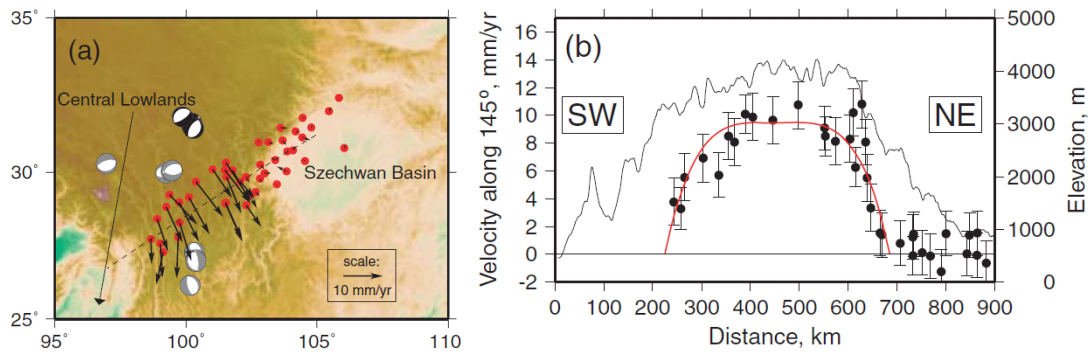 (a)
Central Lowlands
Szechwan Basin
scale:
10 mm/yr
35°
30°
25°
95°
100°
105°
110°
(b)
SW
NE
Velocity along 145°, mm/yr
16
14
12
10
8
6
4
2
0
-2
0 100 200 300 400 500 600 700 800 900
Distance, km
5000
4000
3000
2000
1000
0
Elevation, m